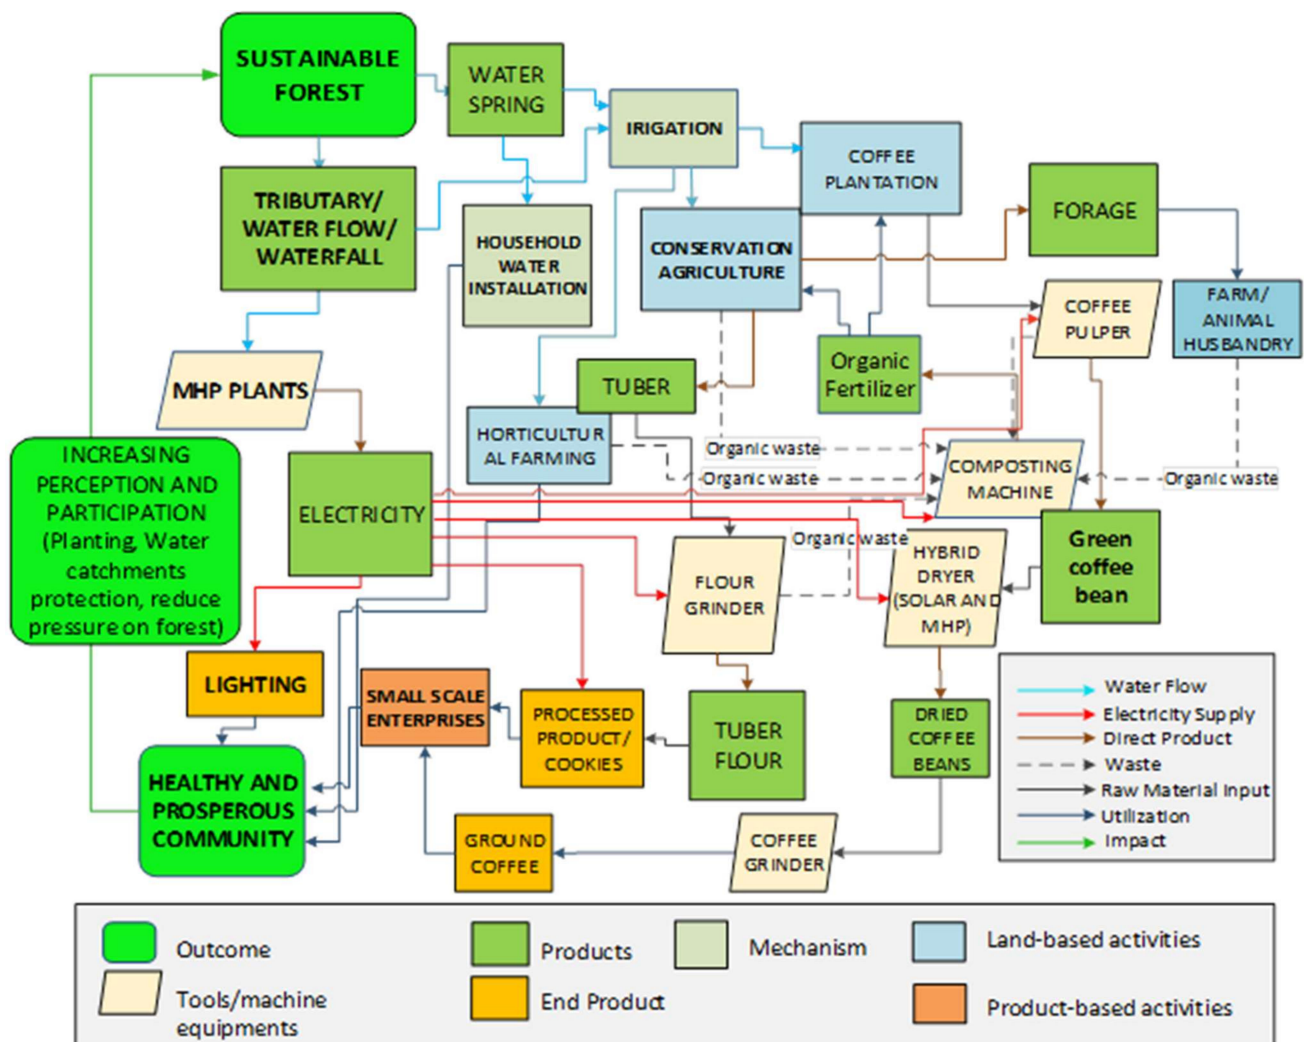 SUSTAINABLE
FOREST
WATER
SPRING
IRIGATION
COFFEE
PLANTATION
FORAGE
TRIBUTARY/
WATER FLOW/
WATERFALL
HOUSEHOLD
WATER
INSTALLATION
CONSERVATION
AGRICULTURE
COFFEE
PULPER
FARM/
ANIMAL
HUSBANDRY
MHP PLANTS
TUBER
Organic
Fertilizer
HORTICULTUR
AL FARMING
Organic waste
Organic waste
COMPOSTING
MACHINE
Organic waste
INCREASING
PERCEPTION AND
PARTICIPATION
(Planting, Water
catchments
protection, reduce
pressure on forest)
ELECTRICITY
Organic waste
FLOUR
GRINDER
HYBRID
DRYER
(SOLAR AND
MHP)
Green
coffee
bean
LIGHTING
SMALL SCALE
ENTERPRISES
PROCESSED
PRODUCT/
COOKIES
TUBER
FLOUR
DRIED
COFFEE
BEANS
HEALTHY AND
PROSPEROUS
COMMUNITY
GROUND
COFFEE
COFFEE
GRINDER
Water Flow
Electricity Supply
Direct Product
Waste
Raw Material Input
Utilization
Impact
Outcome
Products
Mechanism
Land-based activities
Tools/machine
equipments
End Product
Product-based activities